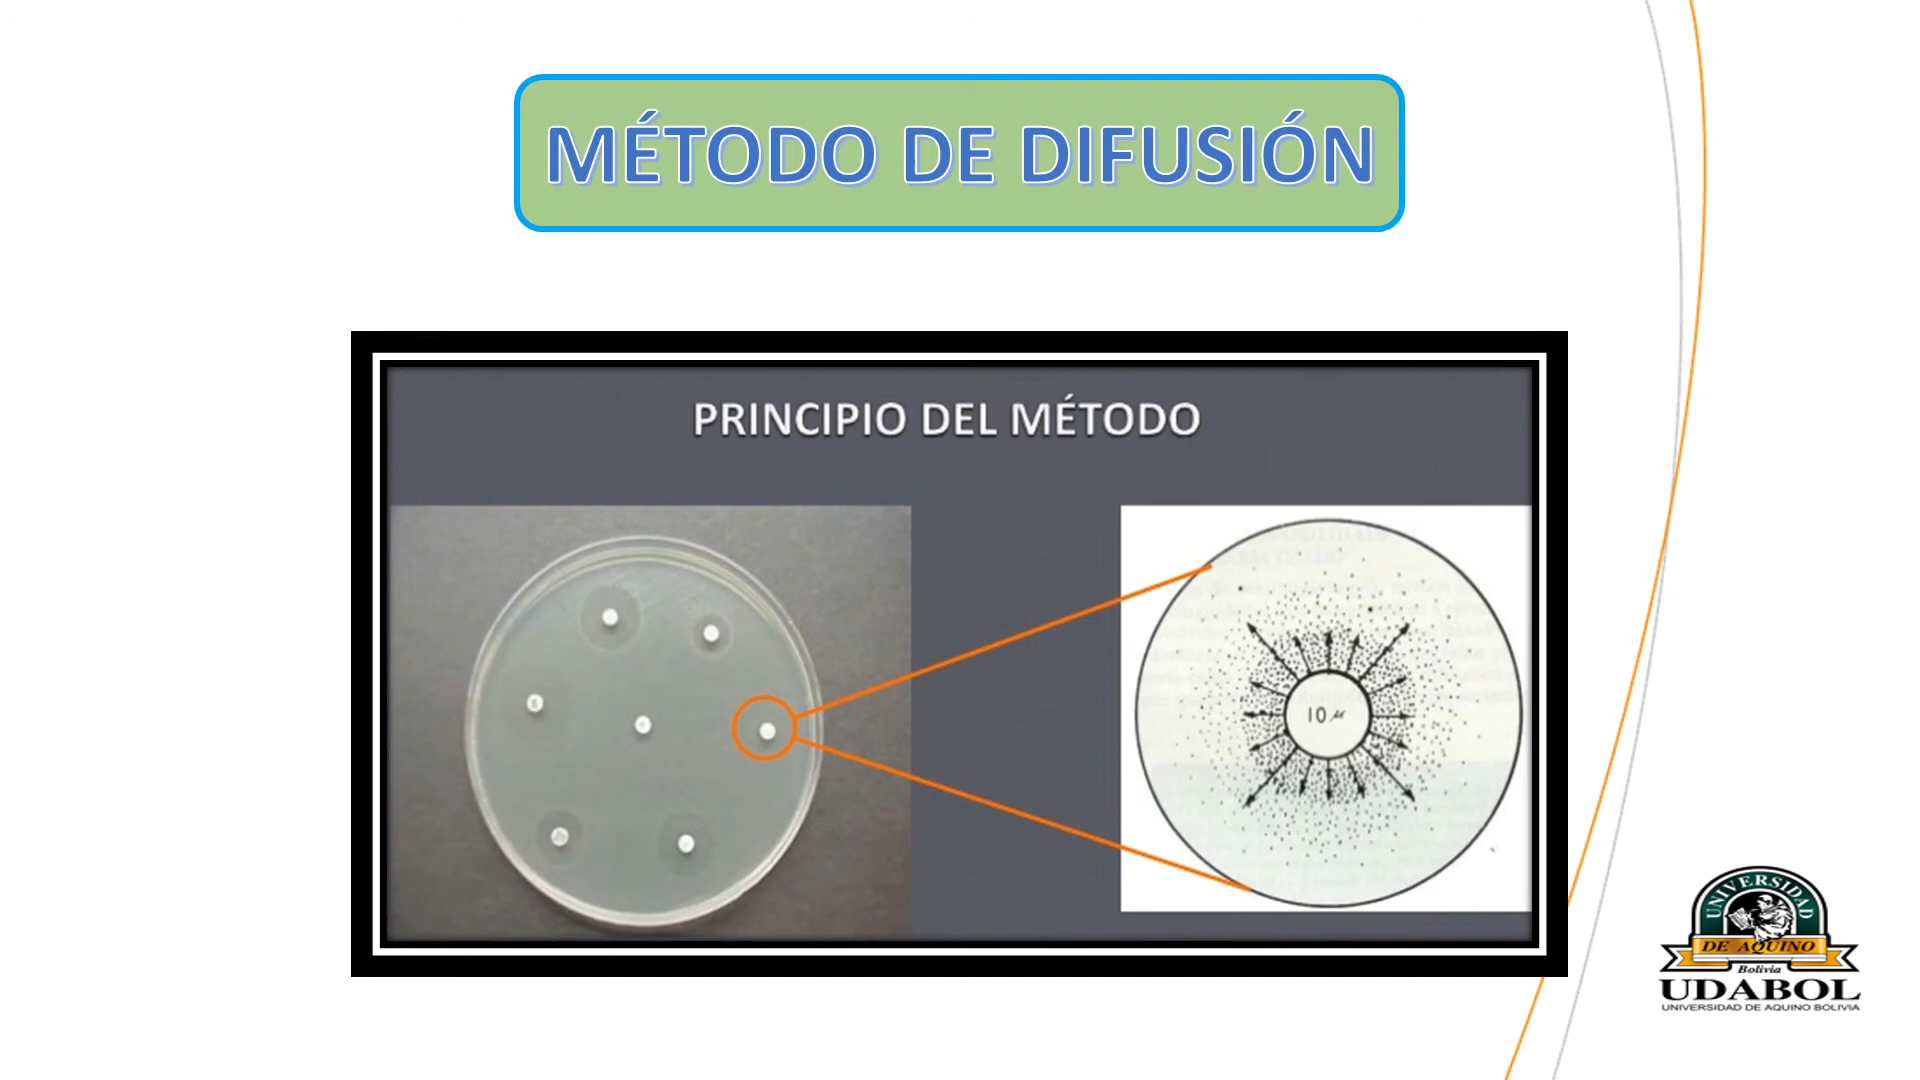 MÉTODO DE DIFUSIÓN
PRINCIPIO DEL MÉTODO
10 µ
UNIVERSIDAD
DE AQUINO
Bolivia
UDABOL
UNIVERSIDAD DE AQUINO BOLIVIA